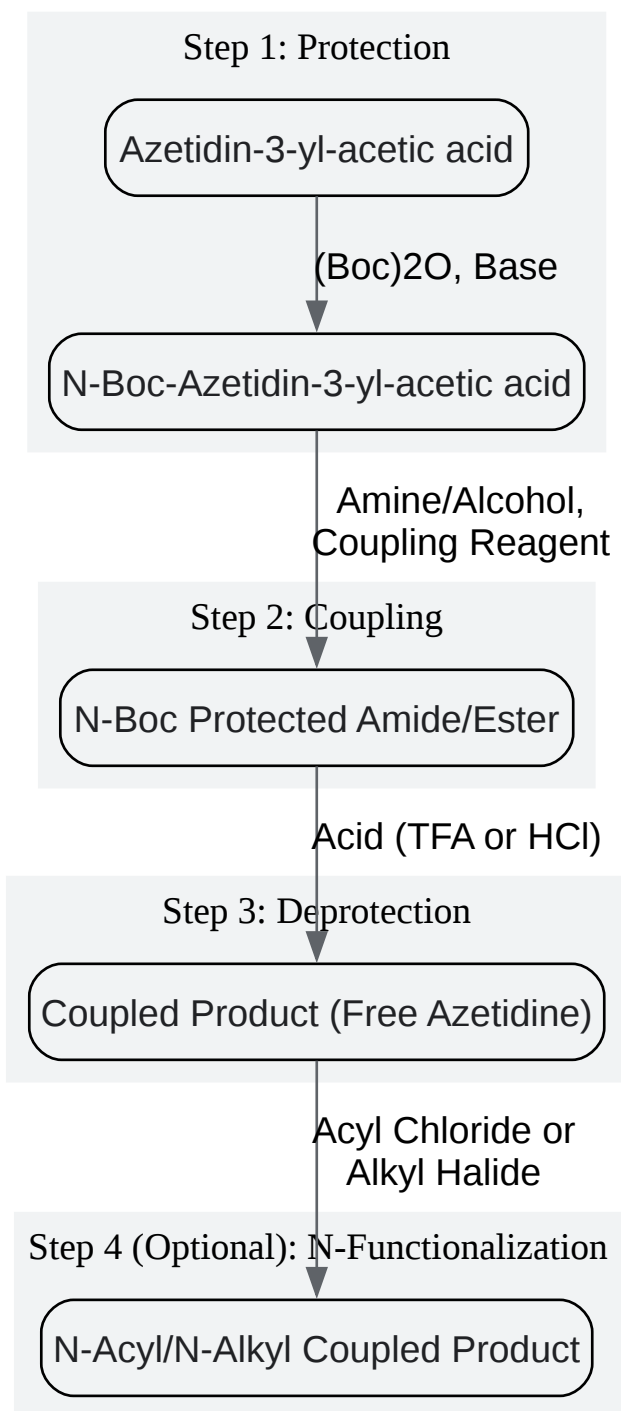 Step 1: Protection
Azetidin-3-yl-acetic acid
(Boc)2O, Base
N-Boc-Azetidin-3-yl-acetic acid
Amine/Alcohol,
Coupling Reagent
Step 2: Coupling
N-Boc Protected Amide/Ester
Acid (TFA or HCl)
Step 3: Deprotection
Coupled Product (Free Azetidine)
Acyl Chloride or
Alkyl Halide
Step 4 (Optional): N-Functionalization
N-Acyl/N-Alkyl Coupled Product